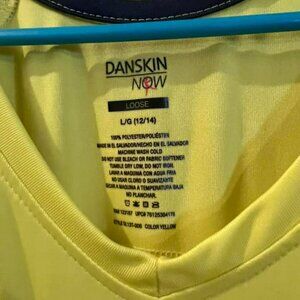 DANSKIN
NOW
LOOSE
L/G (12/14)
100% POLYESTER/POLIÉSTER
MADE IN EL SALVADOR/HECHO EN EL SALVADOR
MACHINE WASH COLD
DO NOT USE BLEACH OR FABRIC SOFTENER
TUMBLE DRY LOW, DO NOT IRON.
LAVAR A MAQUINA CON AGUA FRIA
NO USAR CLORO O SUAVIZANTE
SECAR A MAQUINA A TEMPERATURA BAJA
NO PLANCHAR.
COLOR YELLOW